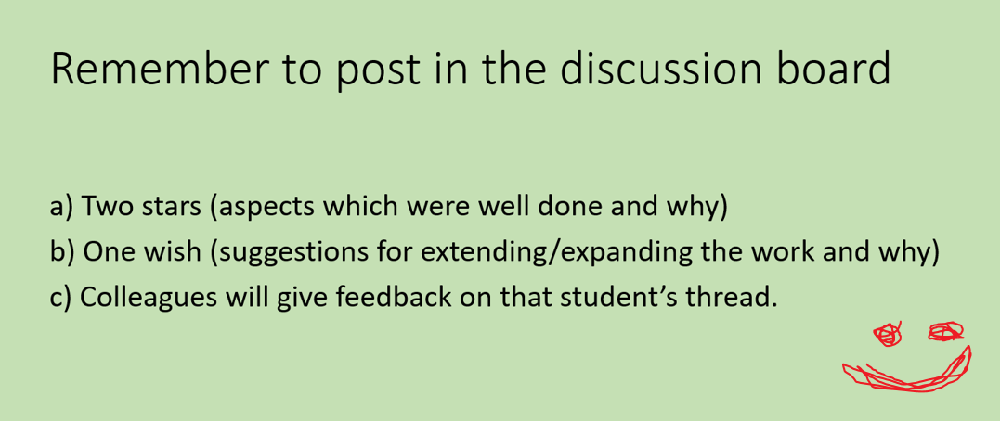 Remember to post in the discussion board
a) Two stars (aspects which were well done and why)
b) One wish (suggestions for extending/expanding the work and why)
c) Colleagues will give feedback on that student’s thread.